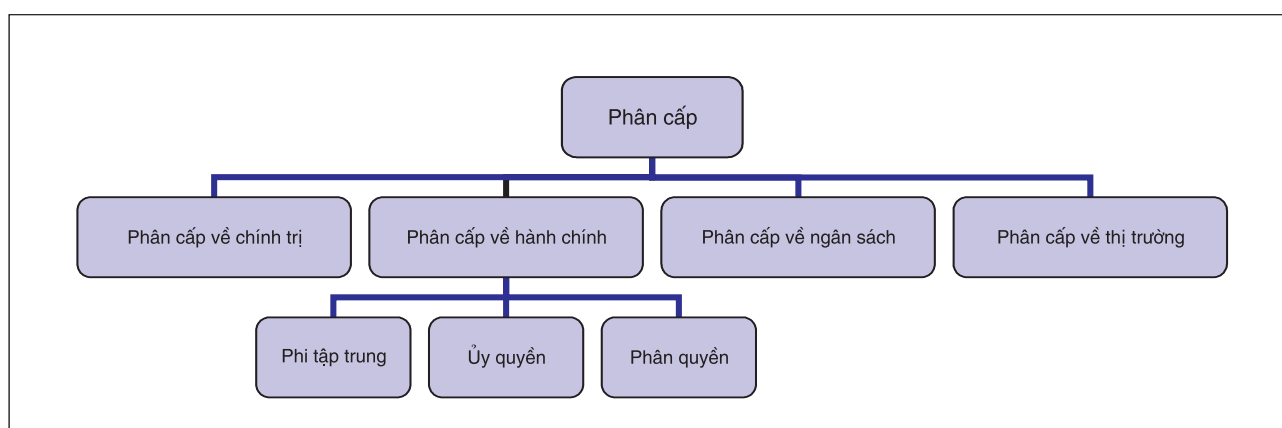 Phân cấp
Phân cấp về chính trị
Phân cấp về hành chính
Phân cấp về ngân sách
Phân cấp về thị trường
Phi tập trung
Ủy quyền
Phân quyền